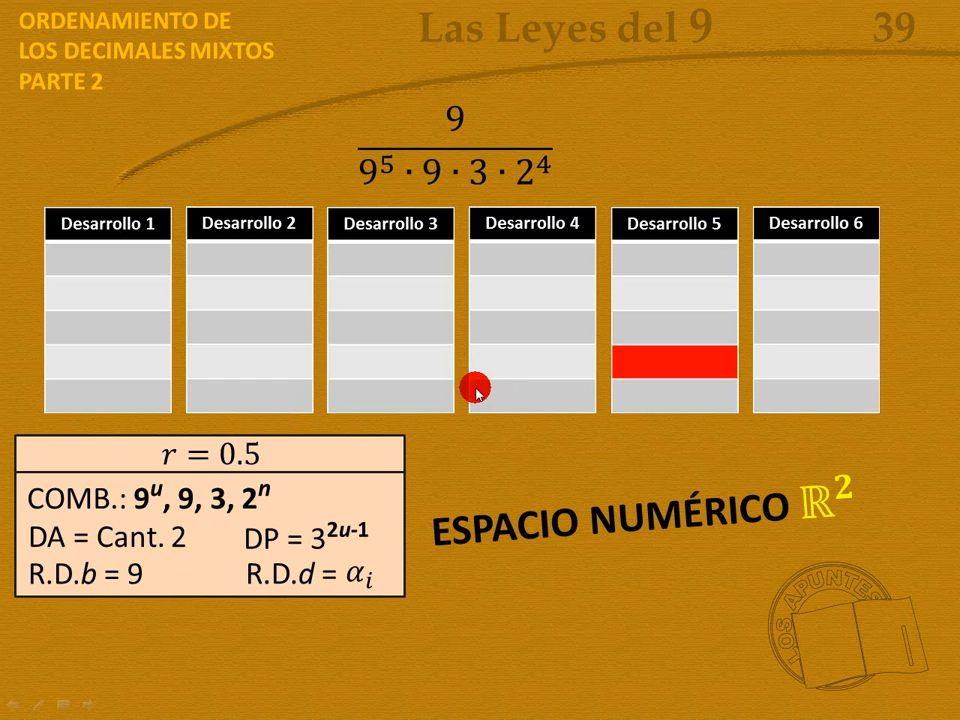 ORDENAMIENTO DE
LOS DECIMALES MIXTOS
PARTE 2
Las Leyes del 9
39
9
9⁵ · 9 · 3 · 2⁴
Desarrollo 1 Desarrollo 2 Desarrollo 3 Desarrollo 4 Desarrollo 5 Desarrollo 6
r = 0.5
COMB.: 9ᵘ, 9, 3, 2ⁿ
DA = Cant. 2 DP = 3²ᵘ⁻¹
R.D.b = 9 R.D.d = αᵢ
ESPACIO NUMÉRICO ℝ²
LOS APUNTES